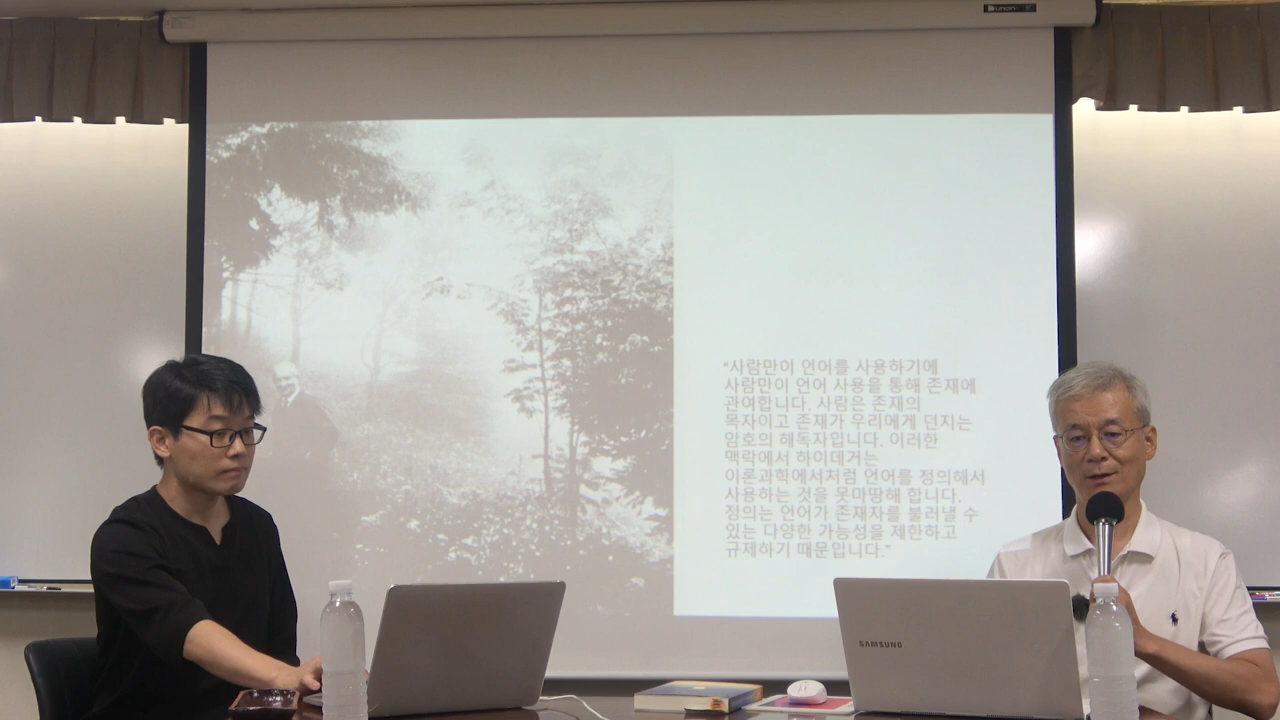 "사람만이 언어를 사용하기에
사람만이 언어 사용을 통해 존재에
관여합니다. 사람은 존재의
목자이고 존재가 우리에게 던지는
암호의 해독자입니다. 이러한
맥락에서 하이데거는
이론과학에서처럼 언어를 정의해서
사용하는 것을 못마땅해 합니다.
정의는 언어가 존재자를 불러낼 수
있는 다양한 가능성을 제한하고
규제하기 때문입니다."
SAMSUNG